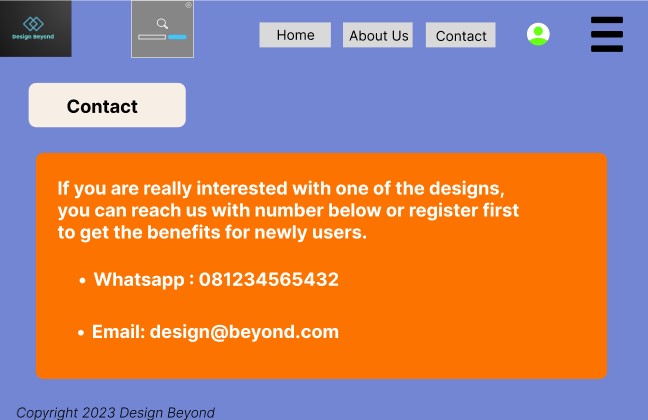 Design Beyond
Home
About Us
Contact
Contact
If you are really interested with one of the designs,
you can reach us with number below or register first
to get the benefits for newly users.
• Whatsapp : 081234565432
• Email: design@beyond.com
Copyright 2023 Design Beyond